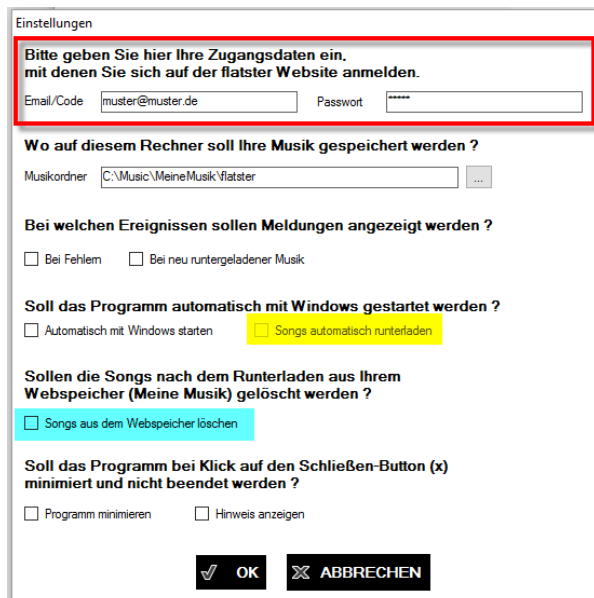 Einstellungen
Bitte geben Sie hier Ihre Zugangsdaten ein,
mit denen Sie sich auf der flatster Website anmelden.
Email/Code muster@muster.de Passwort *****
Wo auf diesem Rechner soll Ihre Musik gespeichert werden ?
Musikordner C:\Music\MeineMusik\flatster ...
Bei welchen Ereignissen sollen Meldungen angezeigt werden ?
Bei Fehlern Bei neu runtergeladener Musik
Soll das Programm automatisch mit Windows gestartet werden ?
Automatisch mit Windows starten Songs automatisch runterladen
Sollen die Songs nach dem Runterladen aus Ihrem
Webspeicher (Meine Musik) gelöscht werden ?
Songs aus dem Webspeicher löschen
Soll das Programm bei Klick auf den Schließen-Button (x)
minimiert und nicht beendet werden ?
Programm minimieren Hinweis anzeigen
OK ABBRECHEN